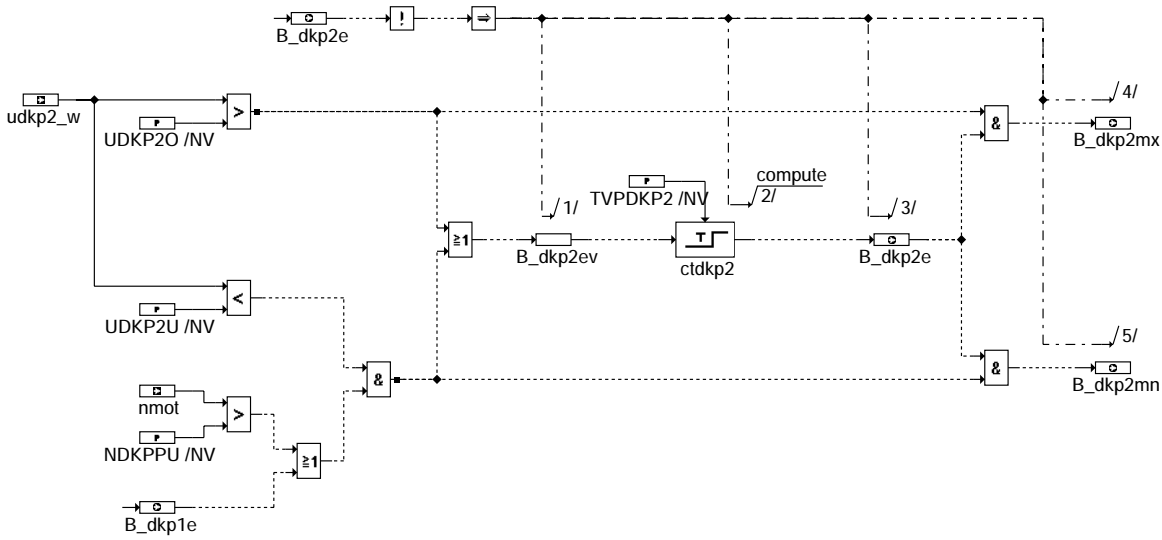 B_dkp2e
!
⇒
4/
udkp2_w
>
UDKP2O /NV
P
&
B_dkp2mx
P
TVPDKP2 /NV
compute
2/
1/
3/
≧1
B_dkp2ev
T
ctdkp2
B_dkp2e
<
P
UDKP2U /NV
5/
&
&
B_dkp2mn
nmot
>
P
NDKPPU /NV
≧1
B_dkp1e